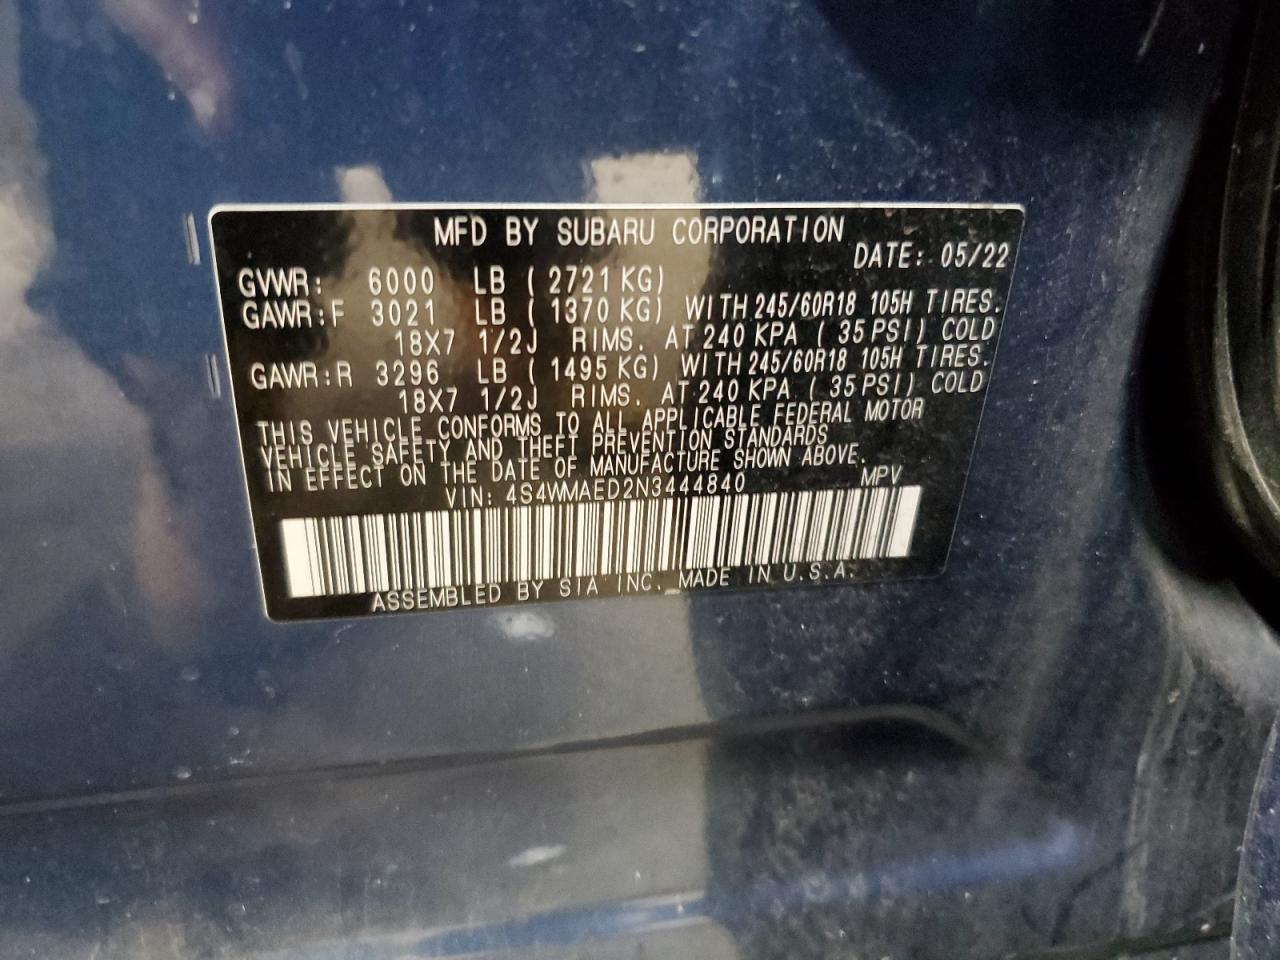 MFD BY SUBARU CORPORATION
DATE: 05/22
GVWR: 6000 LB ( 2721 KG)
GAWR:F 3021 LB ( 1370 KG) WITH 245/60R18 105H TIRES.
18X7 1/2J RIMS. AT 240 KPA ( 35 PSI) COLD
GAWR:R 3296 LB ( 1495 KG) WITH 245/60R18 105H TIRES.
18X7 1/2J RIMS. AT 240 KPA ( 35 PSI) COLD
THIS VEHICLE CONFORMS TO ALL APPLICABLE FEDERAL MOTOR
VEHICLE SAFETY AND THEFT PREVENTION STANDARDS
IN EFFECT ON THE DATE OF MANUFACTURE SHOWN ABOVE.
VIN: 4S4WMAED2N3444840 MPV
ASSEMBLED BY SIA INC. MADE IN U.S.A.